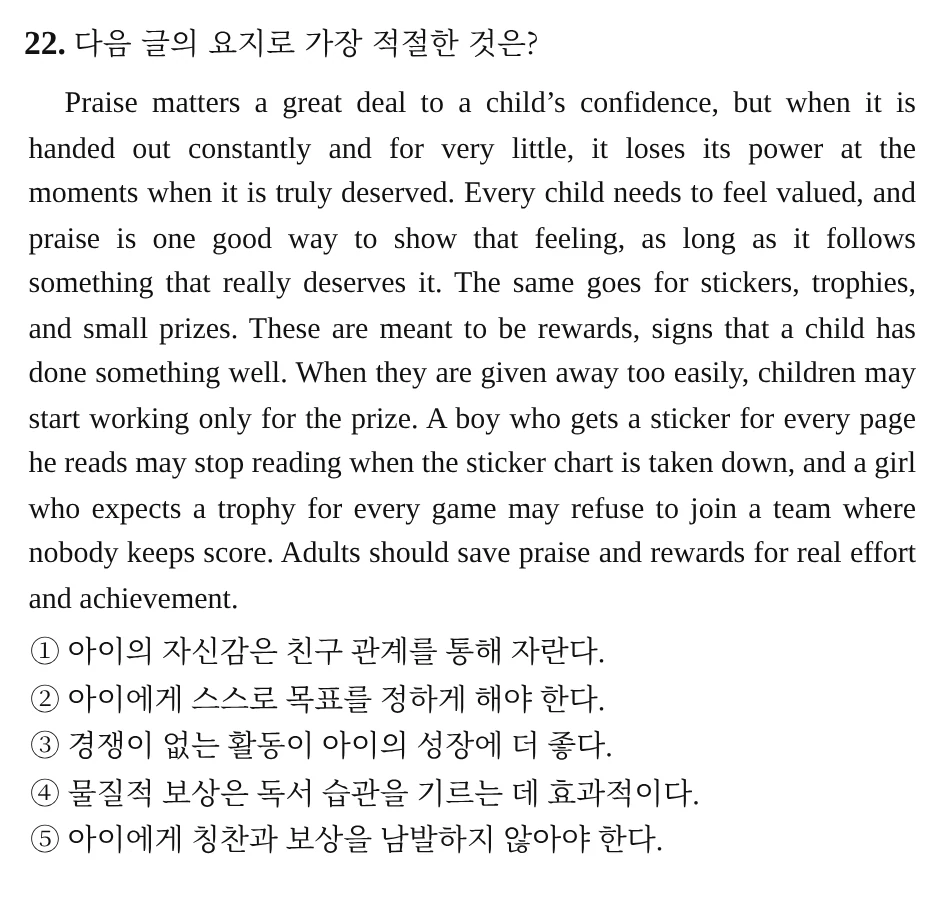 22. 다음 글의 요지로 가장 적절한 것은?
Praise matters a great deal to a child’s confidence, but when it is
handed out constantly and for very little, it loses its power at the
moments when it is truly deserved. Every child needs to feel valued, and
praise is one good way to show that feeling, as long as it follows
something that really deserves it. The same goes for stickers, trophies,
and small prizes. These are meant to be rewards, signs that a child has
done something well. When they are given away too easily, children may
start working only for the prize. A boy who gets a sticker for every page
he reads may stop reading when the sticker chart is taken down, and a girl
who expects a trophy for every game may refuse to join a team where
nobody keeps score. Adults should save praise and rewards for real effort
and achievement.
① 아이의 자신감은 친구 관계를 통해 자란다.
② 아이에게 스스로 목표를 정하게 해야 한다.
③ 경쟁이 없는 활동이 아이의 성장에 더 좋다.
④ 물질적 보상은 독서 습관을 기르는 데 효과적이다.
⑤ 아이에게 칭찬과 보상을 남발하지 않아야 한다.